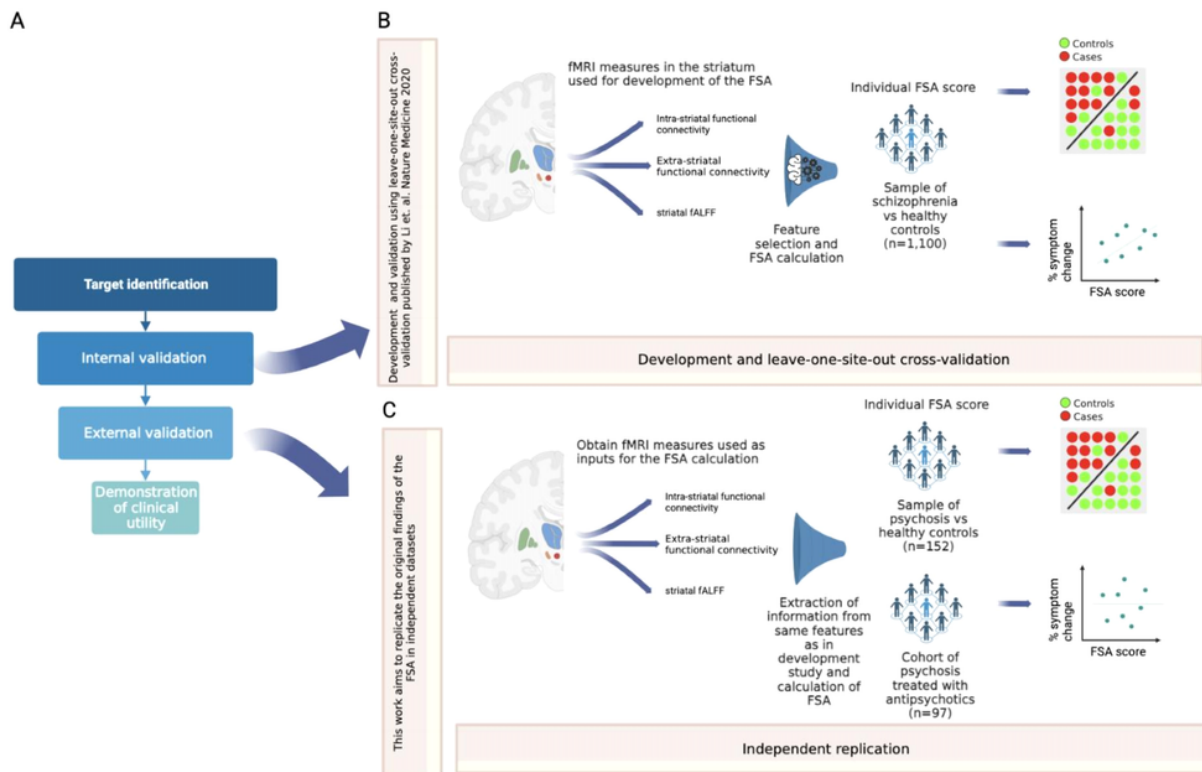 A
Target identification
Internal validation
External validation
Demonstration
of clinical
utility
B
Development and validation using leave-one-site-out cross-
validation published by Li et. al. Nature Medicine 2020
fMRI measures in the striatum
used for development of the FSA
Intra-striatal functional
connectivity
Extra-striatal
functional connectivity
striatal fALFF
Feature
selection and
FSA calculation
Individual FSA score
Sample of
schizophrenia
vs healthy
controls
(n=1,100)
Controls
Cases
% symptom
change
FSA score
Development and leave-one-site-out cross-validation
C
This work aims to replicate the original findings of the
FSA in independent datasets
Obtain fMRI measures used as
inputs for the FSA calculation
Intra-striatal functional
connectivity
Extra-striatal
functional connectivity
striatal fALFF
Extraction of
information from
same features
as in
development
study and
calculation of
FSA
Individual FSA score
Sample of
psychosis vs
healthy
controls
(n=152)
Cohort of
psychosis
treated with
antipsychotics
(n=97)
Controls
Cases
% symptom
change
FSA score
Independent replication